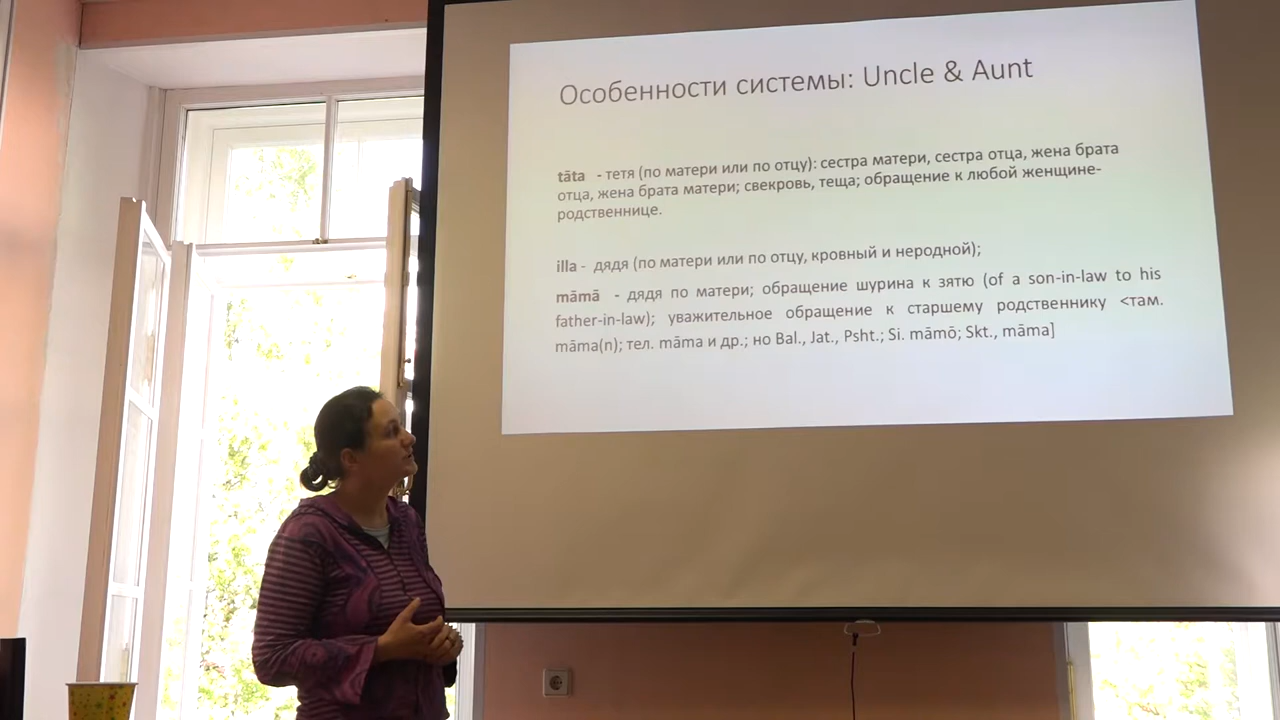 Особенности системы: Uncle & Aunt
tāta - тетя (по матери или по отцу): сестра матери, сестра отца, жена брата
отца, жена брата матери; свекровь, теща; обращение к любой женщине-
родственнице.
illa - дядя (по матери или по отцу, кровный и неродной);
māmā - дядя по матери; обращение шурина к зятю (of a son-in-law to his
father-in-law); уважительное обращение к старшему родственнику <там.
māma(n); тел. māma и др.; но Bal., Jat., Psht.; Si. māmō; Skt., māma]